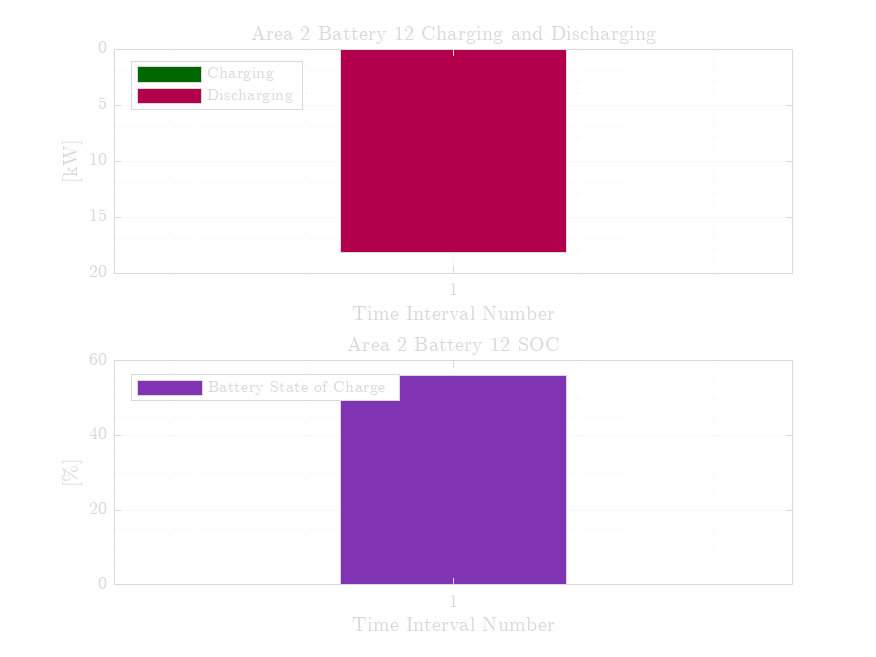 Area 2 Battery 12 Charging and Discharging
0
5
10
15
20
[kW]
Charging
Discharging
1
Time Interval Number
Area 2 Battery 12 SOC
60
40
20
0
[%]
Battery State of Charge
1
Time Interval Number